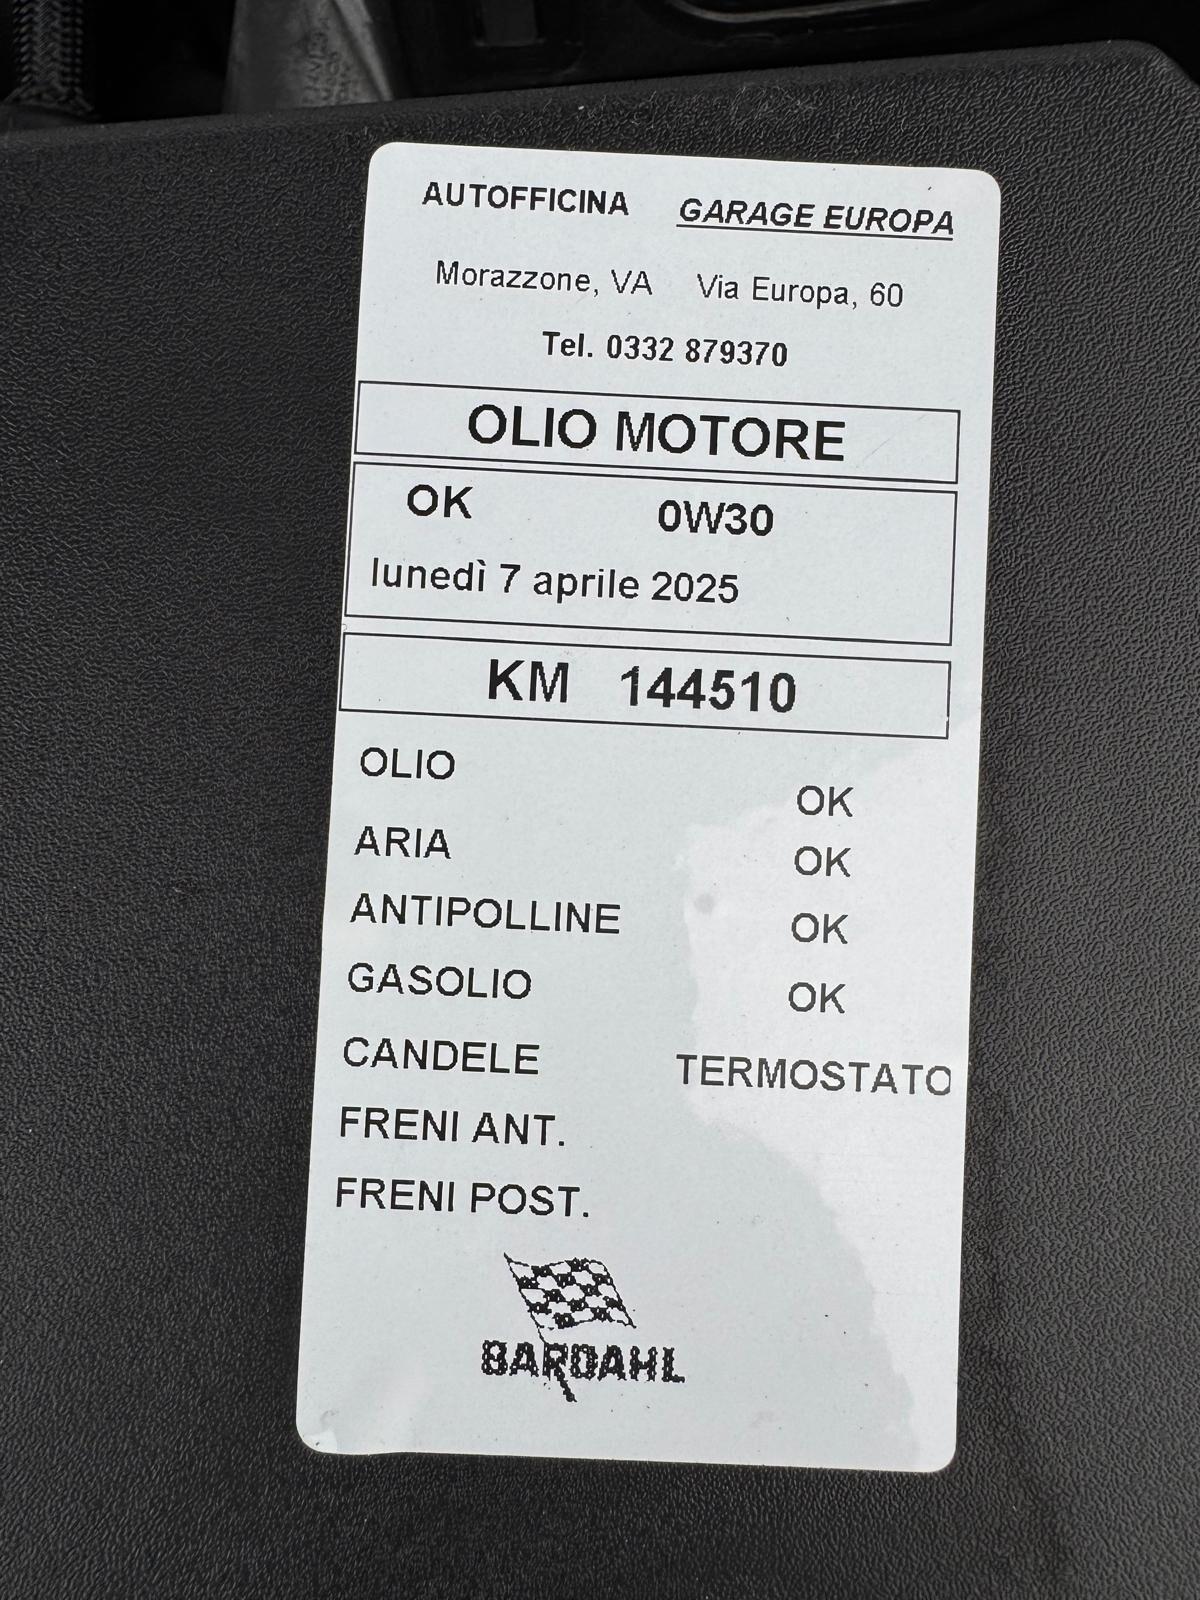 AUTOFFICINA GARAGE EUROPA
Morazzone, VA Via Europa, 60
Tel. 0332 879370
OLIO MOTORE
OK 0W30
lunedì 7 aprile 2025
KM 144510
OLIO OK
ARIA OK
ANTIPOLLINE OK
GASOLIO OK
CANDELE TERMOSTATO
FRENI ANT.
FRENI POST.
BARDAHL